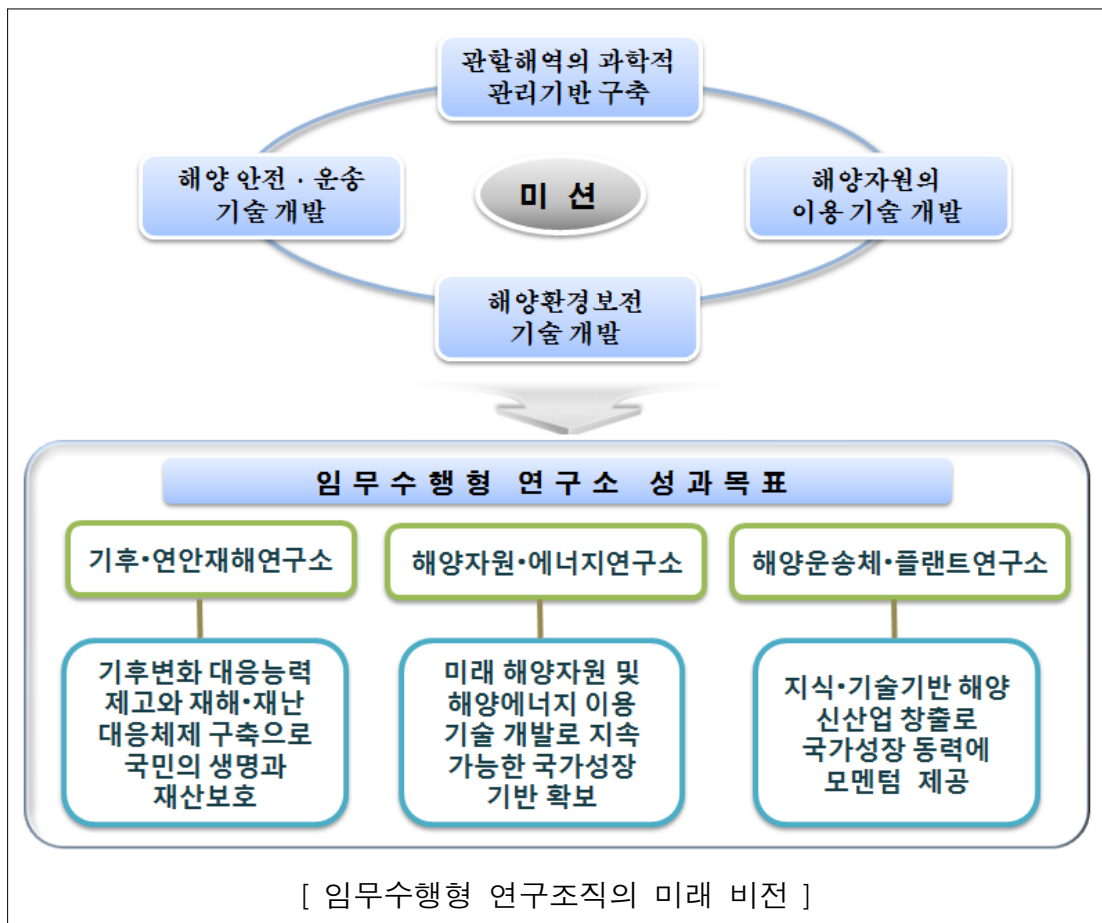 관할해역의 과학적
관리기반 구축
해양 안전 · 운송
기술 개발
미 션
해양자원의
이용 기술 개발
해양환경보전
기술 개발
임무수행형 연구소 성과목표
기후•연안재해연구소
해양자원•에너지연구소
해양운송체•플랜트연구소
기후변화 대응능력
제고와 재해•재난
대응체제 구축으로
국민의 생명과
재산보호
미래 해양자원 및
해양에너지 이용
기술 개발로 지속
가능한 국가성장
기반 확보
지식•기술기반 해양
신산업 창출로
국가성장 동력에
모멘텀 제공
[ 임무수행형 연구조직의 미래 비전 ]